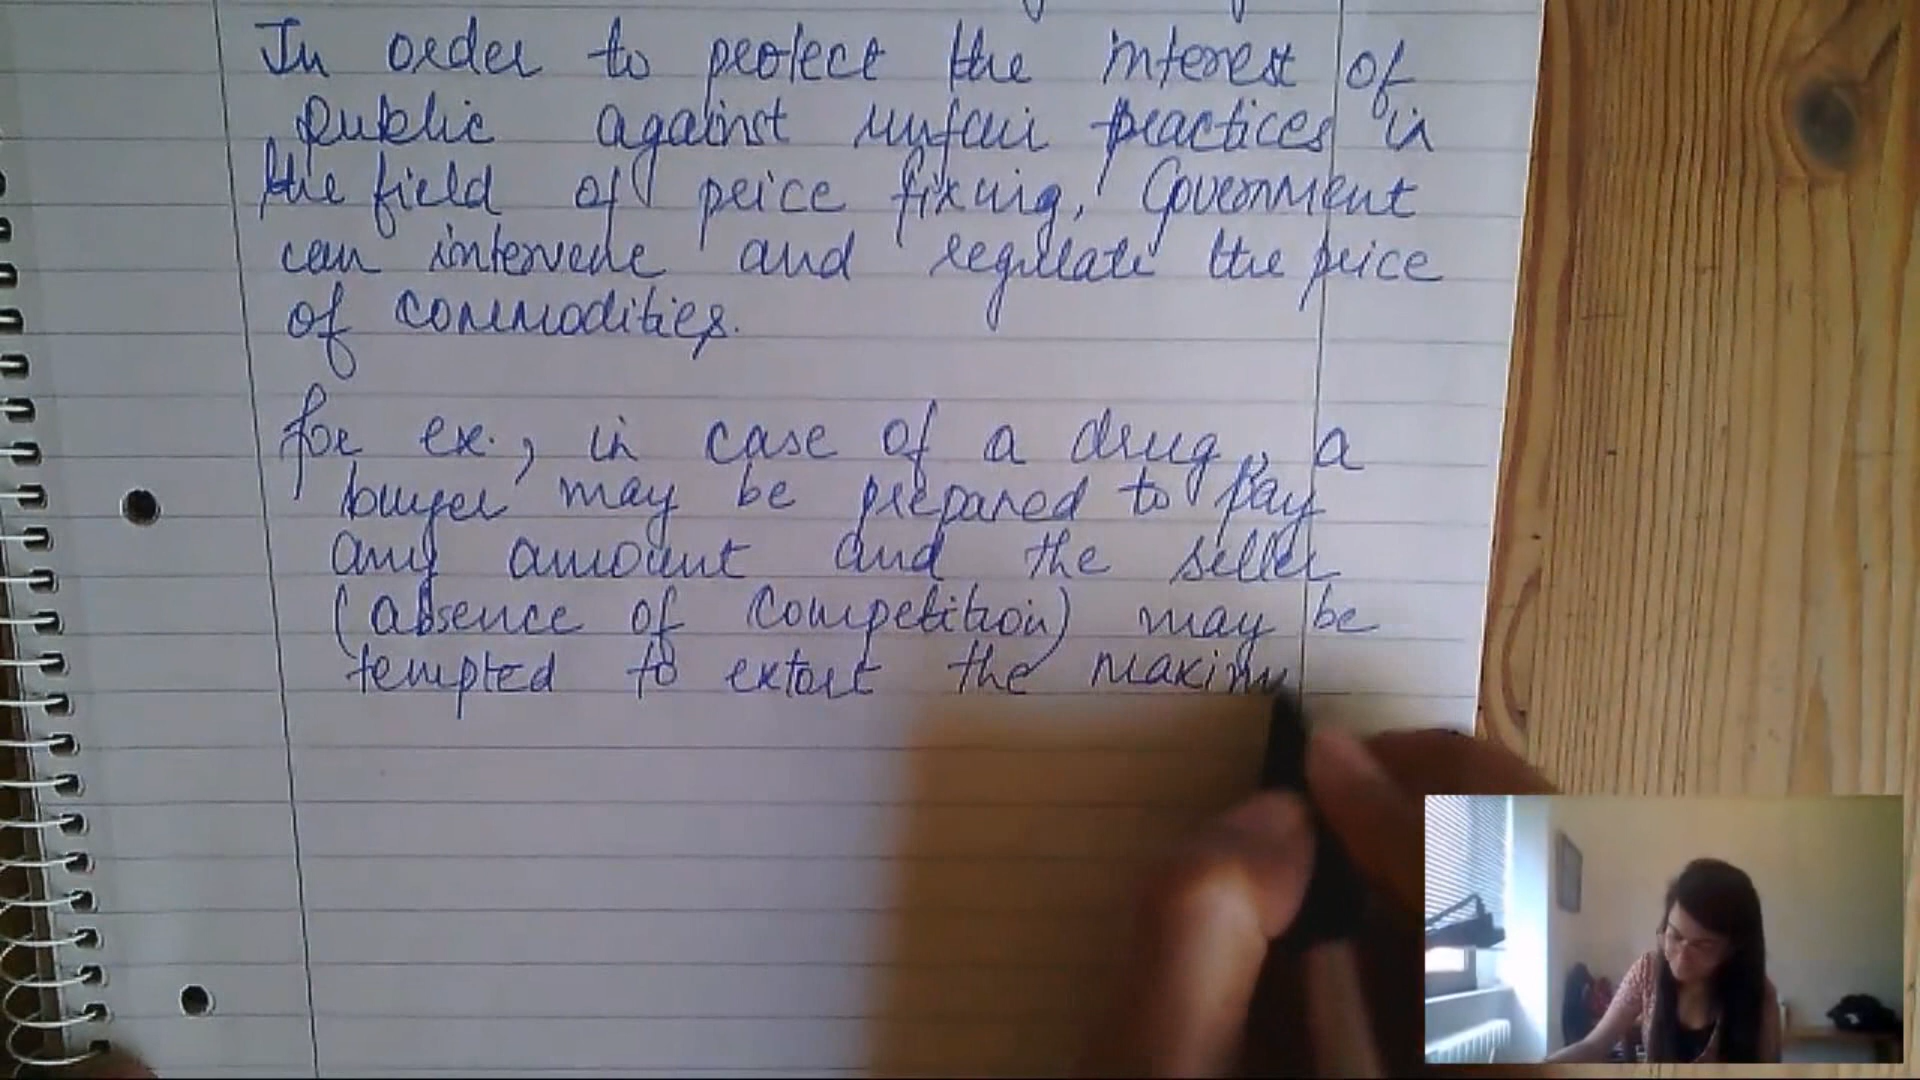 In order to protect the interest of
public against unfair practices in
the field of price fixing, Government
can intervene and regulate the price
of commodities.
for ex., in case of a drug, a
buyer may be prepared to pay
any amount and the seller
(absence of competition) may be
tempted to extort the maximu